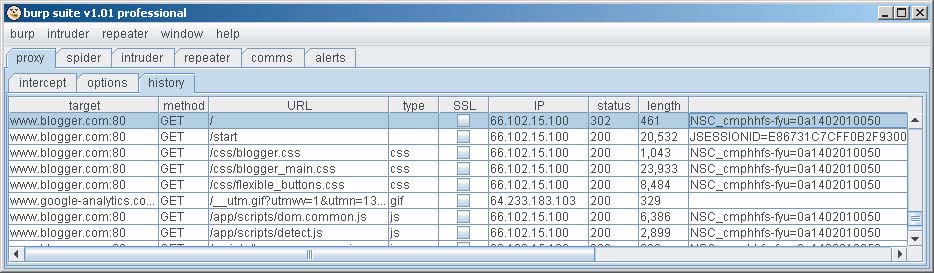 burp suite v1.01 professional
burp intruder repeater window help
proxy spider intruder repeater comms alerts
intercept options history
target method URL type SSL IP status length
www.blogger.com:80 GET / 66.102.15.100 302 461 NSC_cmphhfs-fyu=0a1402010050
www.blogger.com:80 GET /start 66.102.15.100 200 20,532 JSESSIONID=E86731C7CFF0B2F9300
www.blogger.com:80 GET /css/blogger.css css 66.102.15.100 200 1,043 NSC_cmphhfs-fyu=0a1402010050
www.blogger.com:80 GET /css/blogger_main.css css 66.102.15.100 200 23,933 NSC_cmphhfs-fyu=0a1402010050
www.blogger.com:80 GET /css/flexible_buttons.css css 66.102.15.100 200 8,484 NSC_cmphhfs-fyu=0a1402010050
www.google-analytics.co... GET /__utm.gif?utmwv=1&utmn=13... gif 64.233.183.103 200 329
www.blogger.com:80 GET /app/scripts/dom.common.js js 66.102.15.100 200 6,386 NSC_cmphhfs-fyu=0a1402010050
www.blogger.com:80 GET /app/scripts/detect.js js 66.102.15.100 200 2,899 NSC_cmphhfs-fyu=0a1402010050